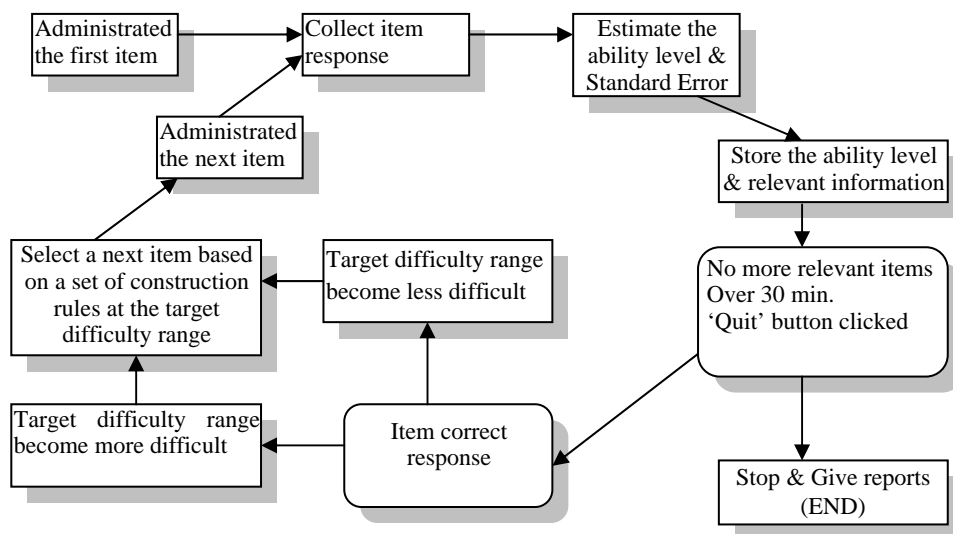 Administrated
the first item
Collect item
response
Estimate the
ability level &
Standard Error
Administrated
the next item
Store the ability level
& relevant information
Select a next item based
on a set of construction
rules at the target
difficulty range
Target difficulty range
become less difficult
No more relevant items
Over 30 min.
‘Quit’ button clicked
Target difficulty range
become more difficult
Item correct
response
Stop & Give reports
(END)